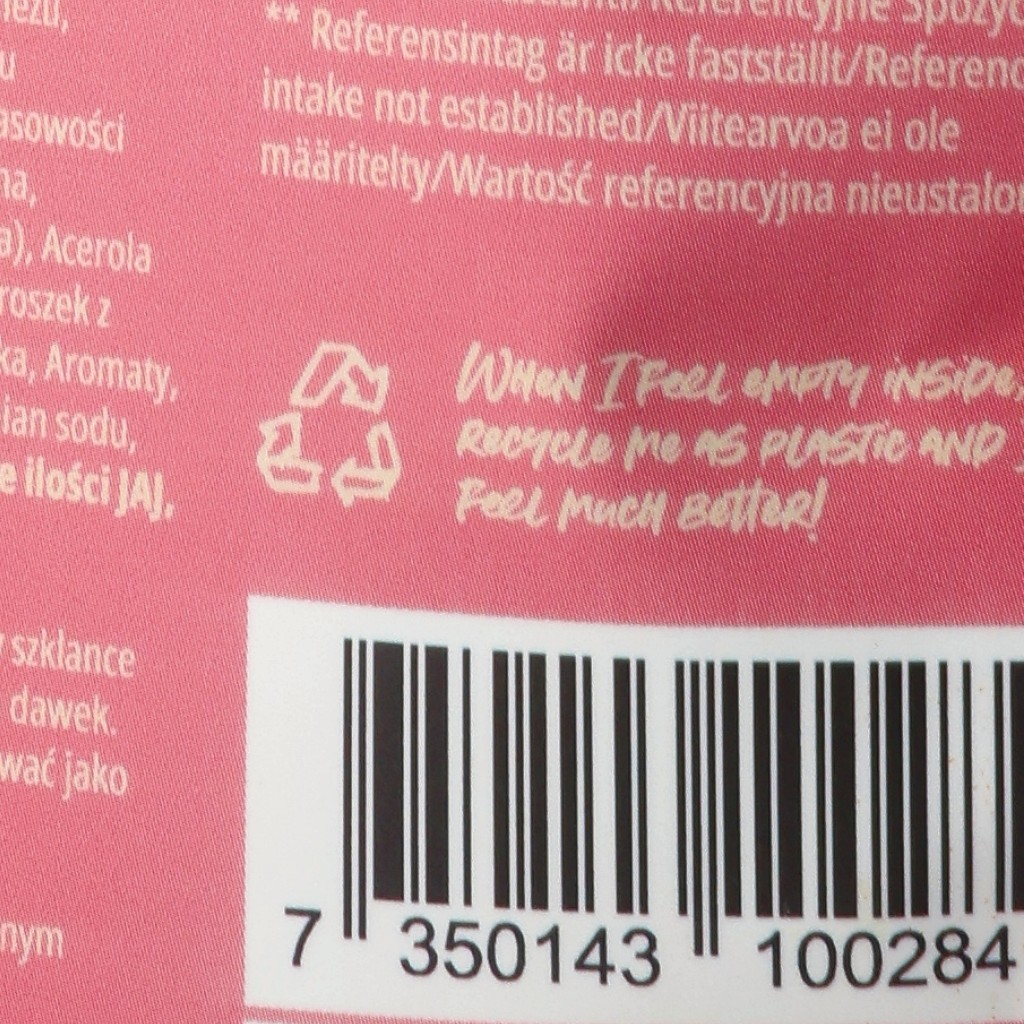 asowości
a), Acerola
roszek z
ka, Aromaty,
ian sodu,
e ilości JAJ,
szklance
dawek.
wać jako
nym
** Referensintag är icke fastställt/Referenc
intake not established/Viitearvoa ei ole
määritelty/Wartość referencyjna nieustalo
When I feel empty inside,
recycle me as plastic and
feel much better!
7 350143 100284